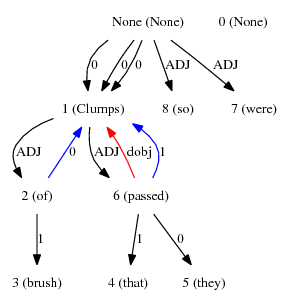 None (None) 0 (None)
0 0 0 ADJ ADJ
1 (Clumps) 8 (so) 7 (were)
ADJ 0 ADJ dobj 1
2 (of) 6 (passed)
1 1 0
3 (brush) 4 (that) 5 (they)